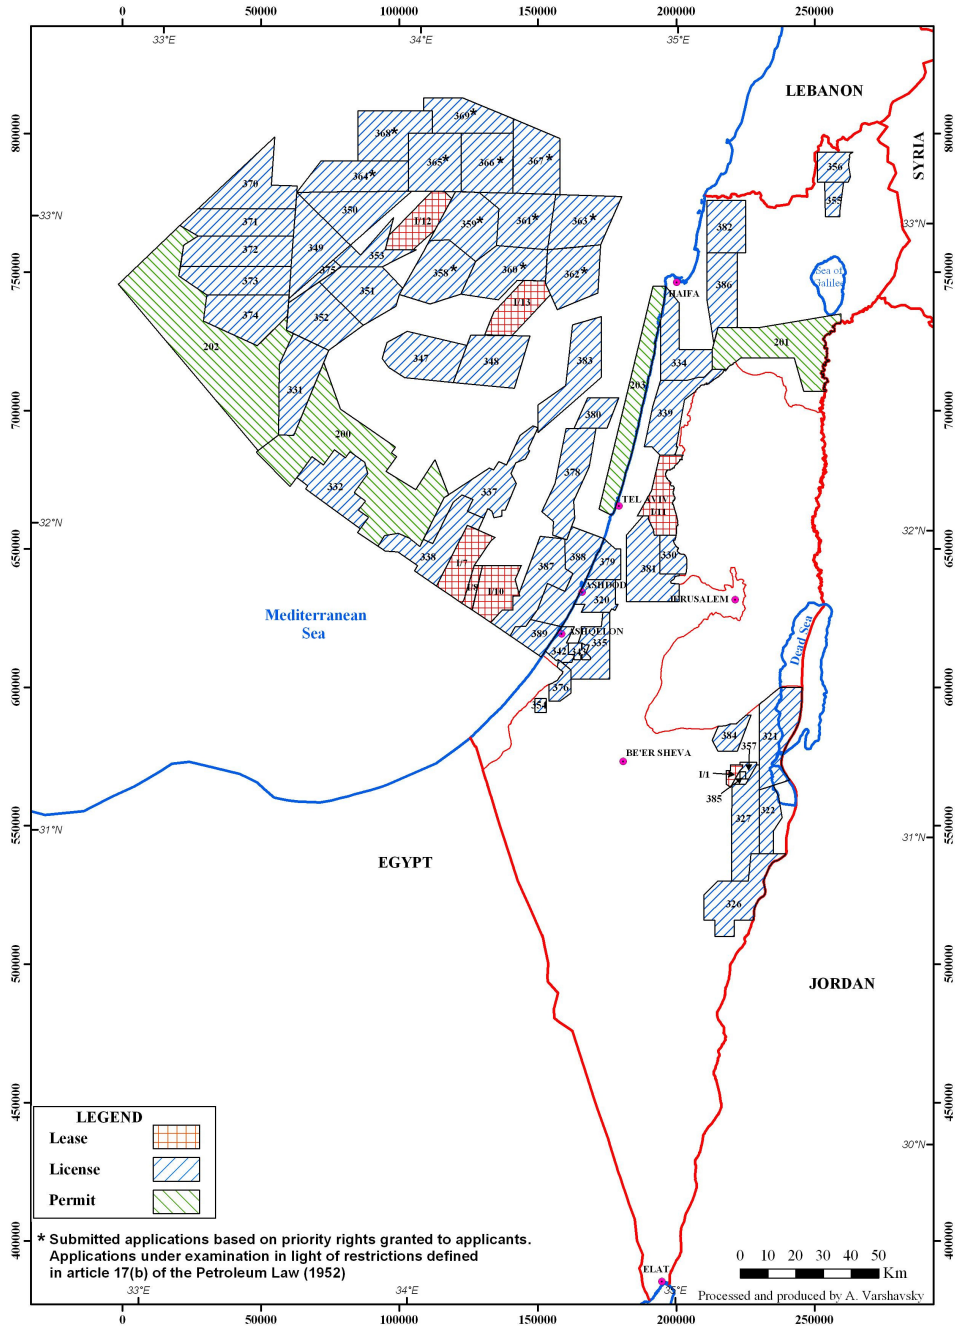 0 50000 100000 150000 200000 250000
33°E 34°E 35°E
LEBANON
SYRIA
800000 800000
369*
368*
365* 366* 367*
356
364*
355
370
350
33°N
371
I/12 359* 361* 363*
33°N
382
372
349
353
358* 360* 362*
750000 750000
Sea of
Galilee
373
375
351
386
HAIFA
I/13
374
352
202
201
347 348
383
334
203
331
700000 700000
380
339
200
378
332
337
TEL AVIV
I/11
32°N
32°N
338
I/7
650000 650000
388
379
330
387
381
I/9
I/10
ASHDOD
320
JERUSALEM
Mediterranean
Sea
389
ASHQELON
335
342
345
Dead Sea
600000 600000
376
354
384
321
357
BE'ER SHEVA
I/1
385
322
327
550000 550000
31°N
31°N
EGYPT
326
500000 500000
JORDAN
450000 450000
LEGEND
Lease
License
Permit
30°N
400000 400000
* Submitted applications based on priority rights granted to applicants.
Applications under examination in light of restrictions defined
in article 17(b) of the Petroleum Law (1952)
ELAT
0 10 20 30 40 50
Km
33°E 34°E 35°E
Processed and produced by A. Varshavsky
0 50000 100000 150000 200000 250000